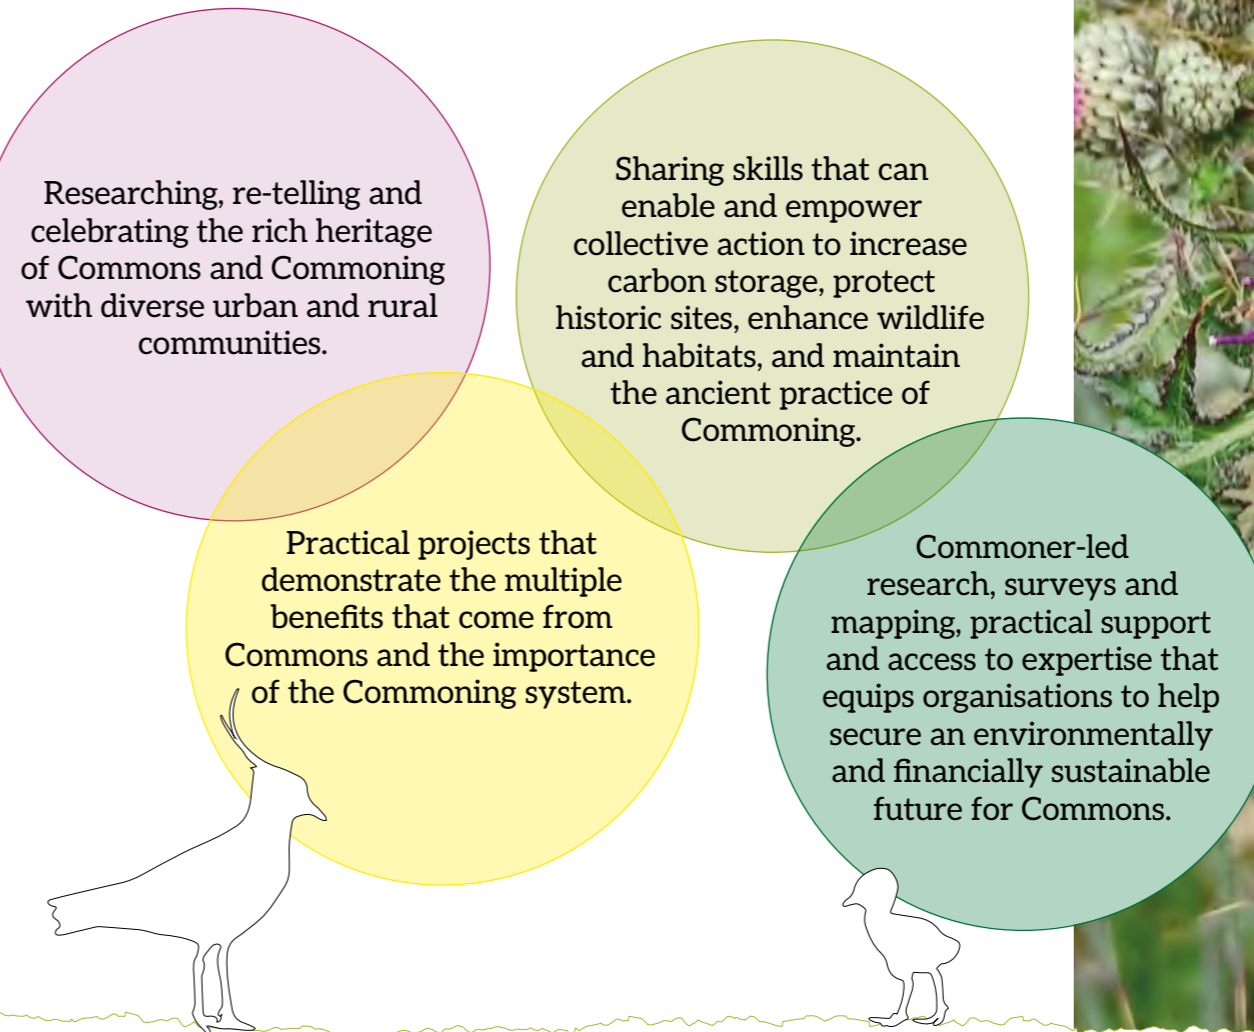 Researching, re-telling and
celebrating the rich heritage
of Commons and Commoning
with diverse urban and rural
communities.
Sharing skills that can
enable and empower
collective action to increase
carbon storage, protect
historic sites, enhance wildlife
and habitats, and maintain
the ancient practice of
Commoning.
Practical projects that
demonstrate the multiple
benefits that come from
Commons and the importance
of the Commoning system.
Commoner-led
research, surveys and
mapping, practical support
and access to expertise that
equips organisations to help
secure an environmentally
and financially sustainable
future for Commons.